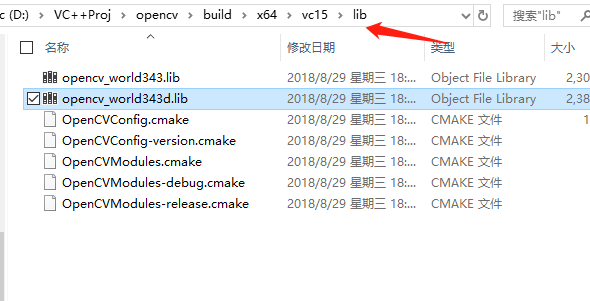 c (D:) > VC++Proj > opencv > build > x64 > vc15 > lib 搜索"lib"
名称 修改日期 类型 大小
opencv_world343.lib 2018/8/29 星期三 18:... Object File Library 2,30
opencv_world343d.lib 2018/8/29 星期三 18:... Object File Library 2,38
OpenCVConfig.cmake 2018/8/29 星期三 18:... CMAKE 文件 1
OpenCVConfig-version.cmake 2018/8/29 星期三 18:... CMAKE 文件
OpenCVModules.cmake 2018/8/29 星期三 18:... CMAKE 文件
OpenCVModules-debug.cmake 2018/8/29 星期三 18:... CMAKE 文件
OpenCVModules-release.cmake 2018/8/29 星期三 18:... CMAKE 文件